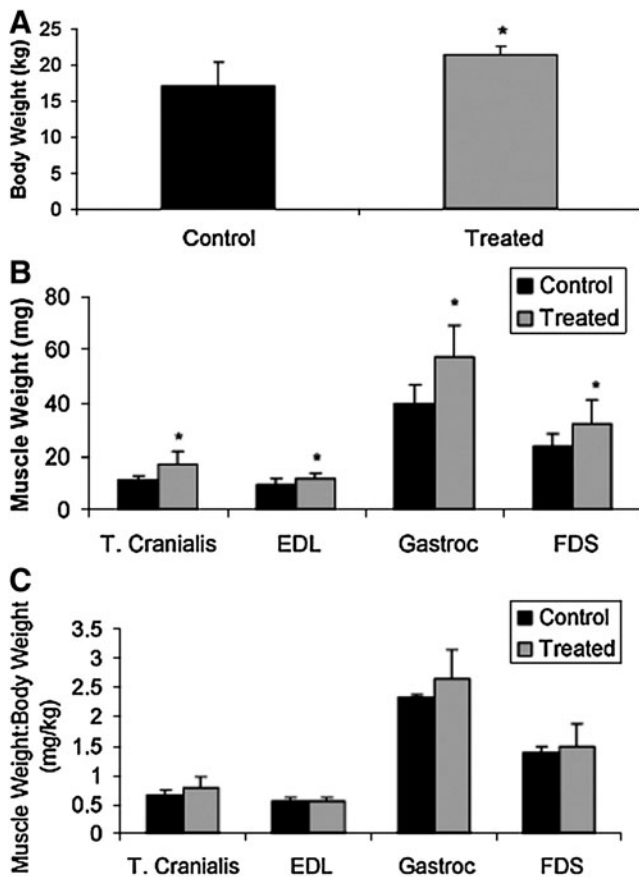 A
Body Weight (kg)
25
20
15
10
5
0
*
Control
Treated
B
Muscle Weight (mg)
80
60
40
20
0
Control
Treated
*
*
*
*
T. Cranialis
EDL
Gastroc
FDS
C
Muscle Weight:Body Weight
(mg/kg)
3.5
3
2.5
2
1.5
1
0.5
0
Control
Treated
T. Cranialis
EDL
Gastroc
FDS